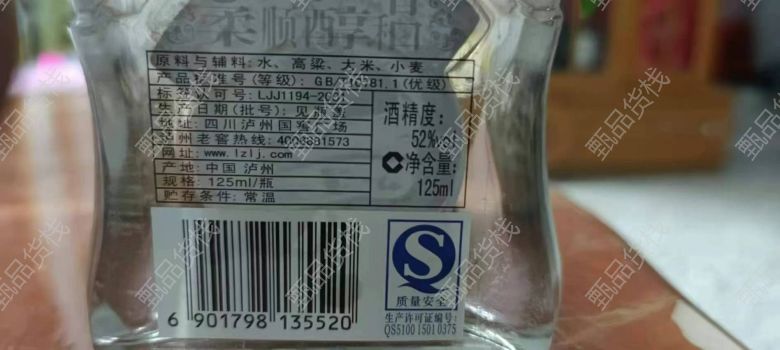 柔顺醇和
原料与辅料: 水、高粱、大米、小麦
产品标准号(等级): GB/T10781.1(优级)
标签认可号: LJJ1194-20
生产日期(批号): 见
地址: 四川泸州国窖广场
泸州老窖热线: 4008881573
网址: www.lzlj.com
产地: 中国 泸州
规格: 125ml/瓶
贮存条件: 常温
酒精度:
52%vol
净含量:
125ml
6 901798 135520
质量安全
生产许可证编号:
QS5100 1501 0375
甄品货栈